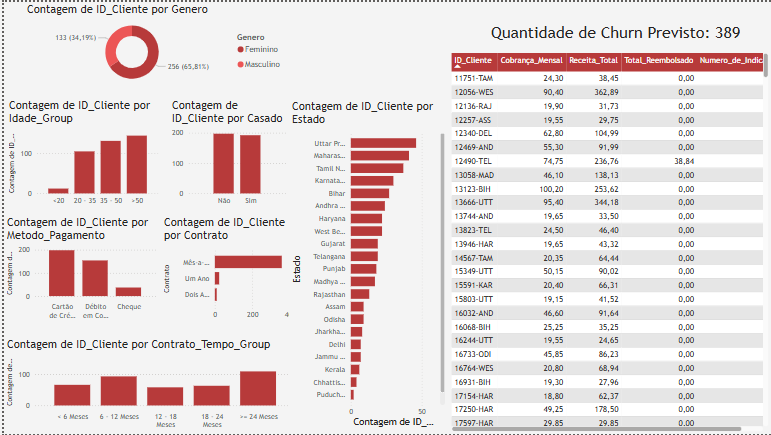 Contagem de ID_Cliente por Genero
133 (34,19%)
256 (65,81%)
Genero
Feminino
Masculino
Quantidade de Churn Previsto: 389
Contagem de ID_Cliente por
Idade_Group
Contagem de ID_...
100
0
<20 20 - 35 35 - 50 >50
Contagem de
ID_Cliente por Casado
200
100
0
Não Sim
Contagem de ID_Cliente por
Estado
Estado
Uttar Pr...
Maharas...
Tamil N...
Karnata...
Bihar
Andhra ...
Haryana
West Be...
Gujarat
Telangana
Punjab
Madhya ...
Rajasthan
Assam
Odisha
Jharkha...
Delhi
Jammu ...
Kerala
Chhattis...
Puduch...
0 50
Contagem de ID_...
Contagem de ID_Cliente por
Metodo_Pagamento
Contagem d...
200
100
0
Cartão
de Cré...
Débito
em Co...
Cheque
Contagem de ID_Cliente
por Contrato
Contrato
Mês-a-...
Um Ano
Dois A...
0 200 4
Contagem de ID_Cliente por Contrato_Tempo_Group
Contagem de...
100
0
< 6 Meses 6 - 12 Meses 12 - 18
Meses 18 - 24
Meses >= 24 Meses
ID_Cliente Cobrança_Mensal Receita_Total Total_Reembolsado Numero_de_Indica
11751-TAM 24,30 38,45 0,00
12056-WES 90,40 362,89 0,00
12136-RAJ 19,90 31,73 0,00
12257-ASS 19,55 29,75 0,00
12340-DEL 62,80 104,99 0,00
12469-AND 55,30 91,99 0,00
12490-TEL 74,75 236,76 38,84
13058-MAD 46,10 138,13 0,00
13123-BIH 100,20 253,62 0,00
13666-UTT 95,40 344,18 0,00
13744-AND 19,65 33,50 0,00
13823-TEL 24,50 46,40 0,00
13946-HAR 19,65 43,32 0,00
14567-TAM 20,35 64,44 0,00
15349-UTT 50,15 90,02 0,00
15591-KAR 20,40 66,31 0,00
15803-UTT 19,15 41,52 0,00
16032-AND 46,60 91,64 0,00
16068-BIH 25,25 35,25 0,00
16244-UTT 19,55 24,65 0,00
16733-ODI 45,85 86,23 0,00
16764-WES 20,80 68,94 0,00
16931-BIH 19,30 27,96 0,00
17154-HAR 18,80 62,37 0,00
17250-HAR 49,25 178,50 0,00
17597-HAR 29,85 29,85 0,00